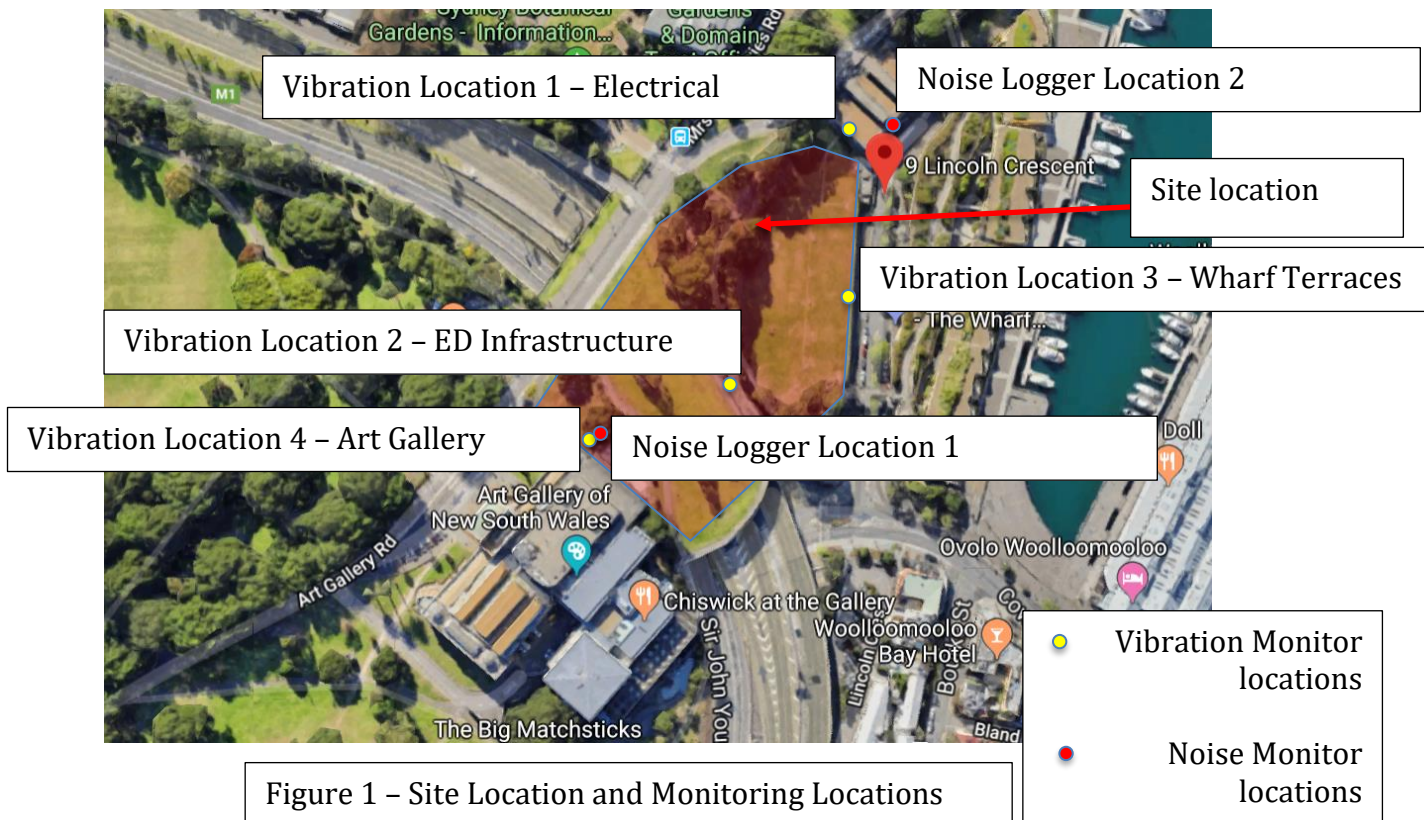 Sydney Botanical
Gardens - Information...
Gardens
& Domain
Vibration Location 1 – Electrical
Noise Logger Location 2
M1
Mrs
9 Lincoln Crescent
Site location
Vibration Location 3 – Wharf Terraces
- The Wharf...
Vibration Location 2 – ED Infrastructure
Vibration Location 4 – Art Gallery
Noise Logger Location 1
Doll
Art Gallery of
New South Wales
Art Gallery Rd
Ovolo Woolloomooloo
Chiswick at the Gallery
Woolloomooloo
Bay Hotel
Sir John You
The Big Matchsticks
Bland
Vibration Monitor
locations
Noise Monitor
locations
Figure 1 – Site Location and Monitoring Locations